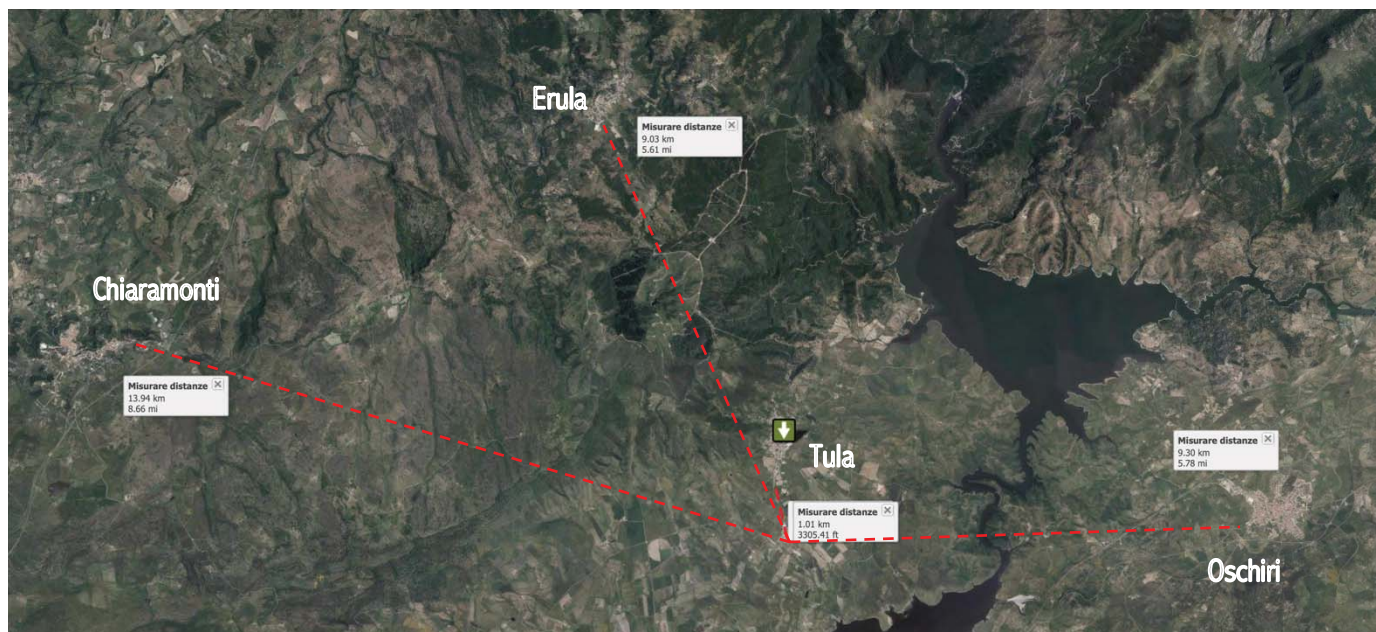 Erula
Misurare distanze
9.03 km
5.61 mi
Chiaramonti
Misurare distanze
13.94 km
8.66 mi
Tula
Misurare distanze
9.30 km
5.78 mi
Misurare distanze
1.01 km
3305.41 ft
Oschiri